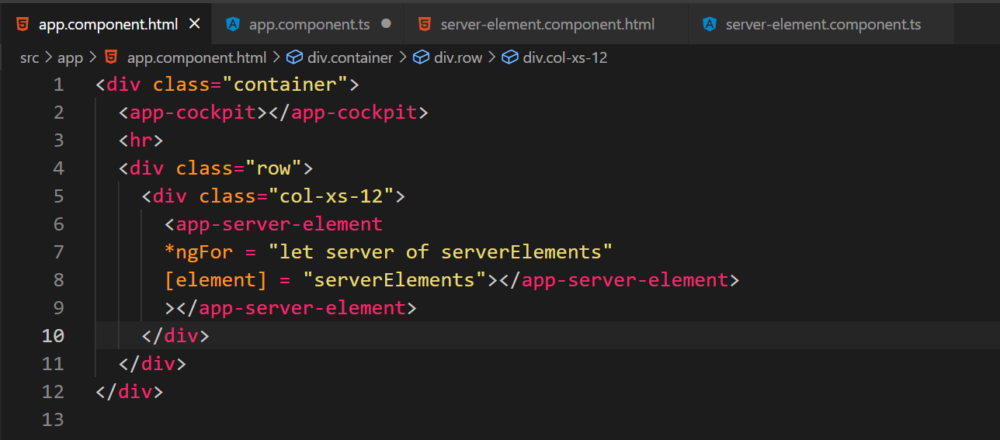 app.component.html × app.component.ts ● server-element.component.html server-element.component.ts
src > app > app.component.html > div.container > div.row > div.col-xs-12
1 <div class="container">
2   <app-cockpit></app-cockpit>
3   <hr>
4   <div class="row">
5     <div class="col-xs-12">
6       <app-server-element
7       *ngFor = "let server of serverElements"
8       [element] = "serverElements"></app-server-element>
9       ></app-server-element>
10     </div>
11   </div>
12 </div>
13